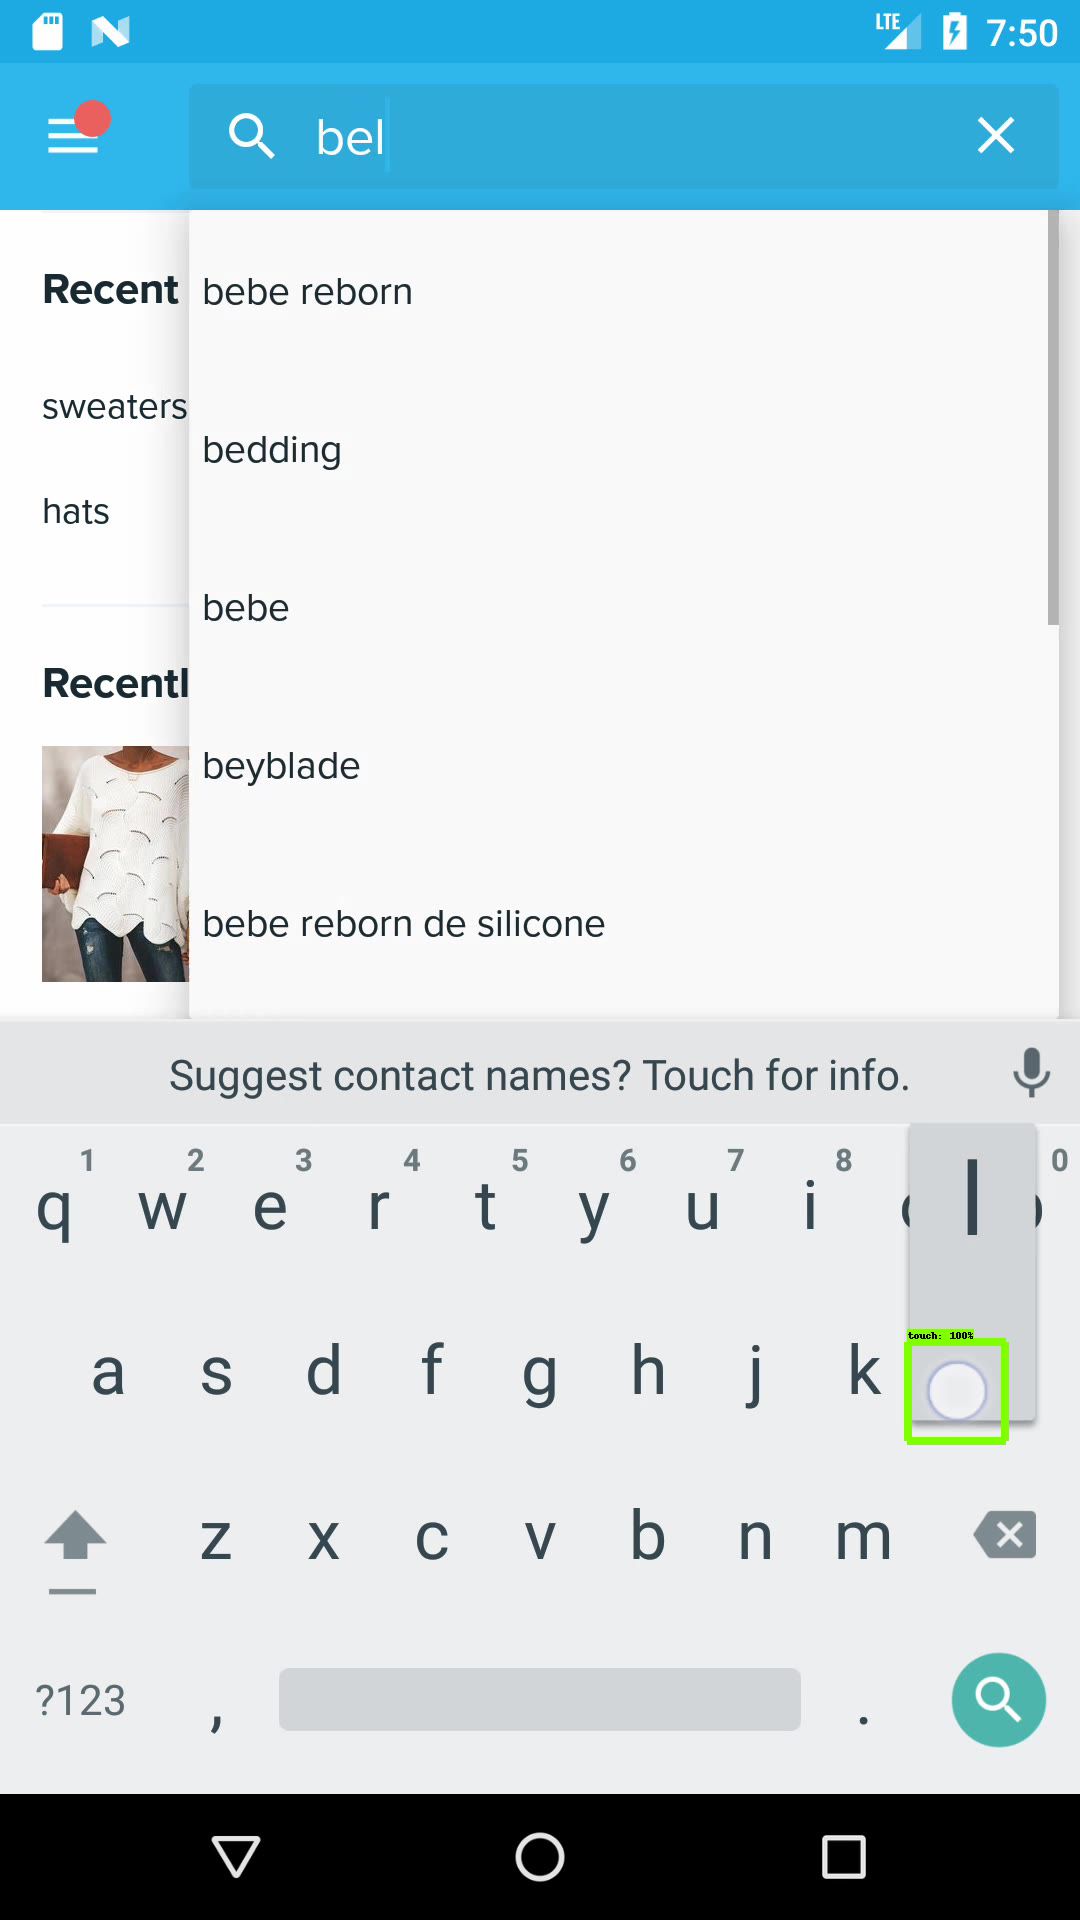 LTE 7:50
bel
Recent
bebe reborn
sweaters
bedding
hats
bebe
Recentl
beyblade
bebe reborn de silicone
Suggest contact names? Touch for info.
1 2 3 4 5 6 7 8 0
q w e r t y u i l
touch: 100%
a s d f g h j k
z x c v b n m
?123 , .